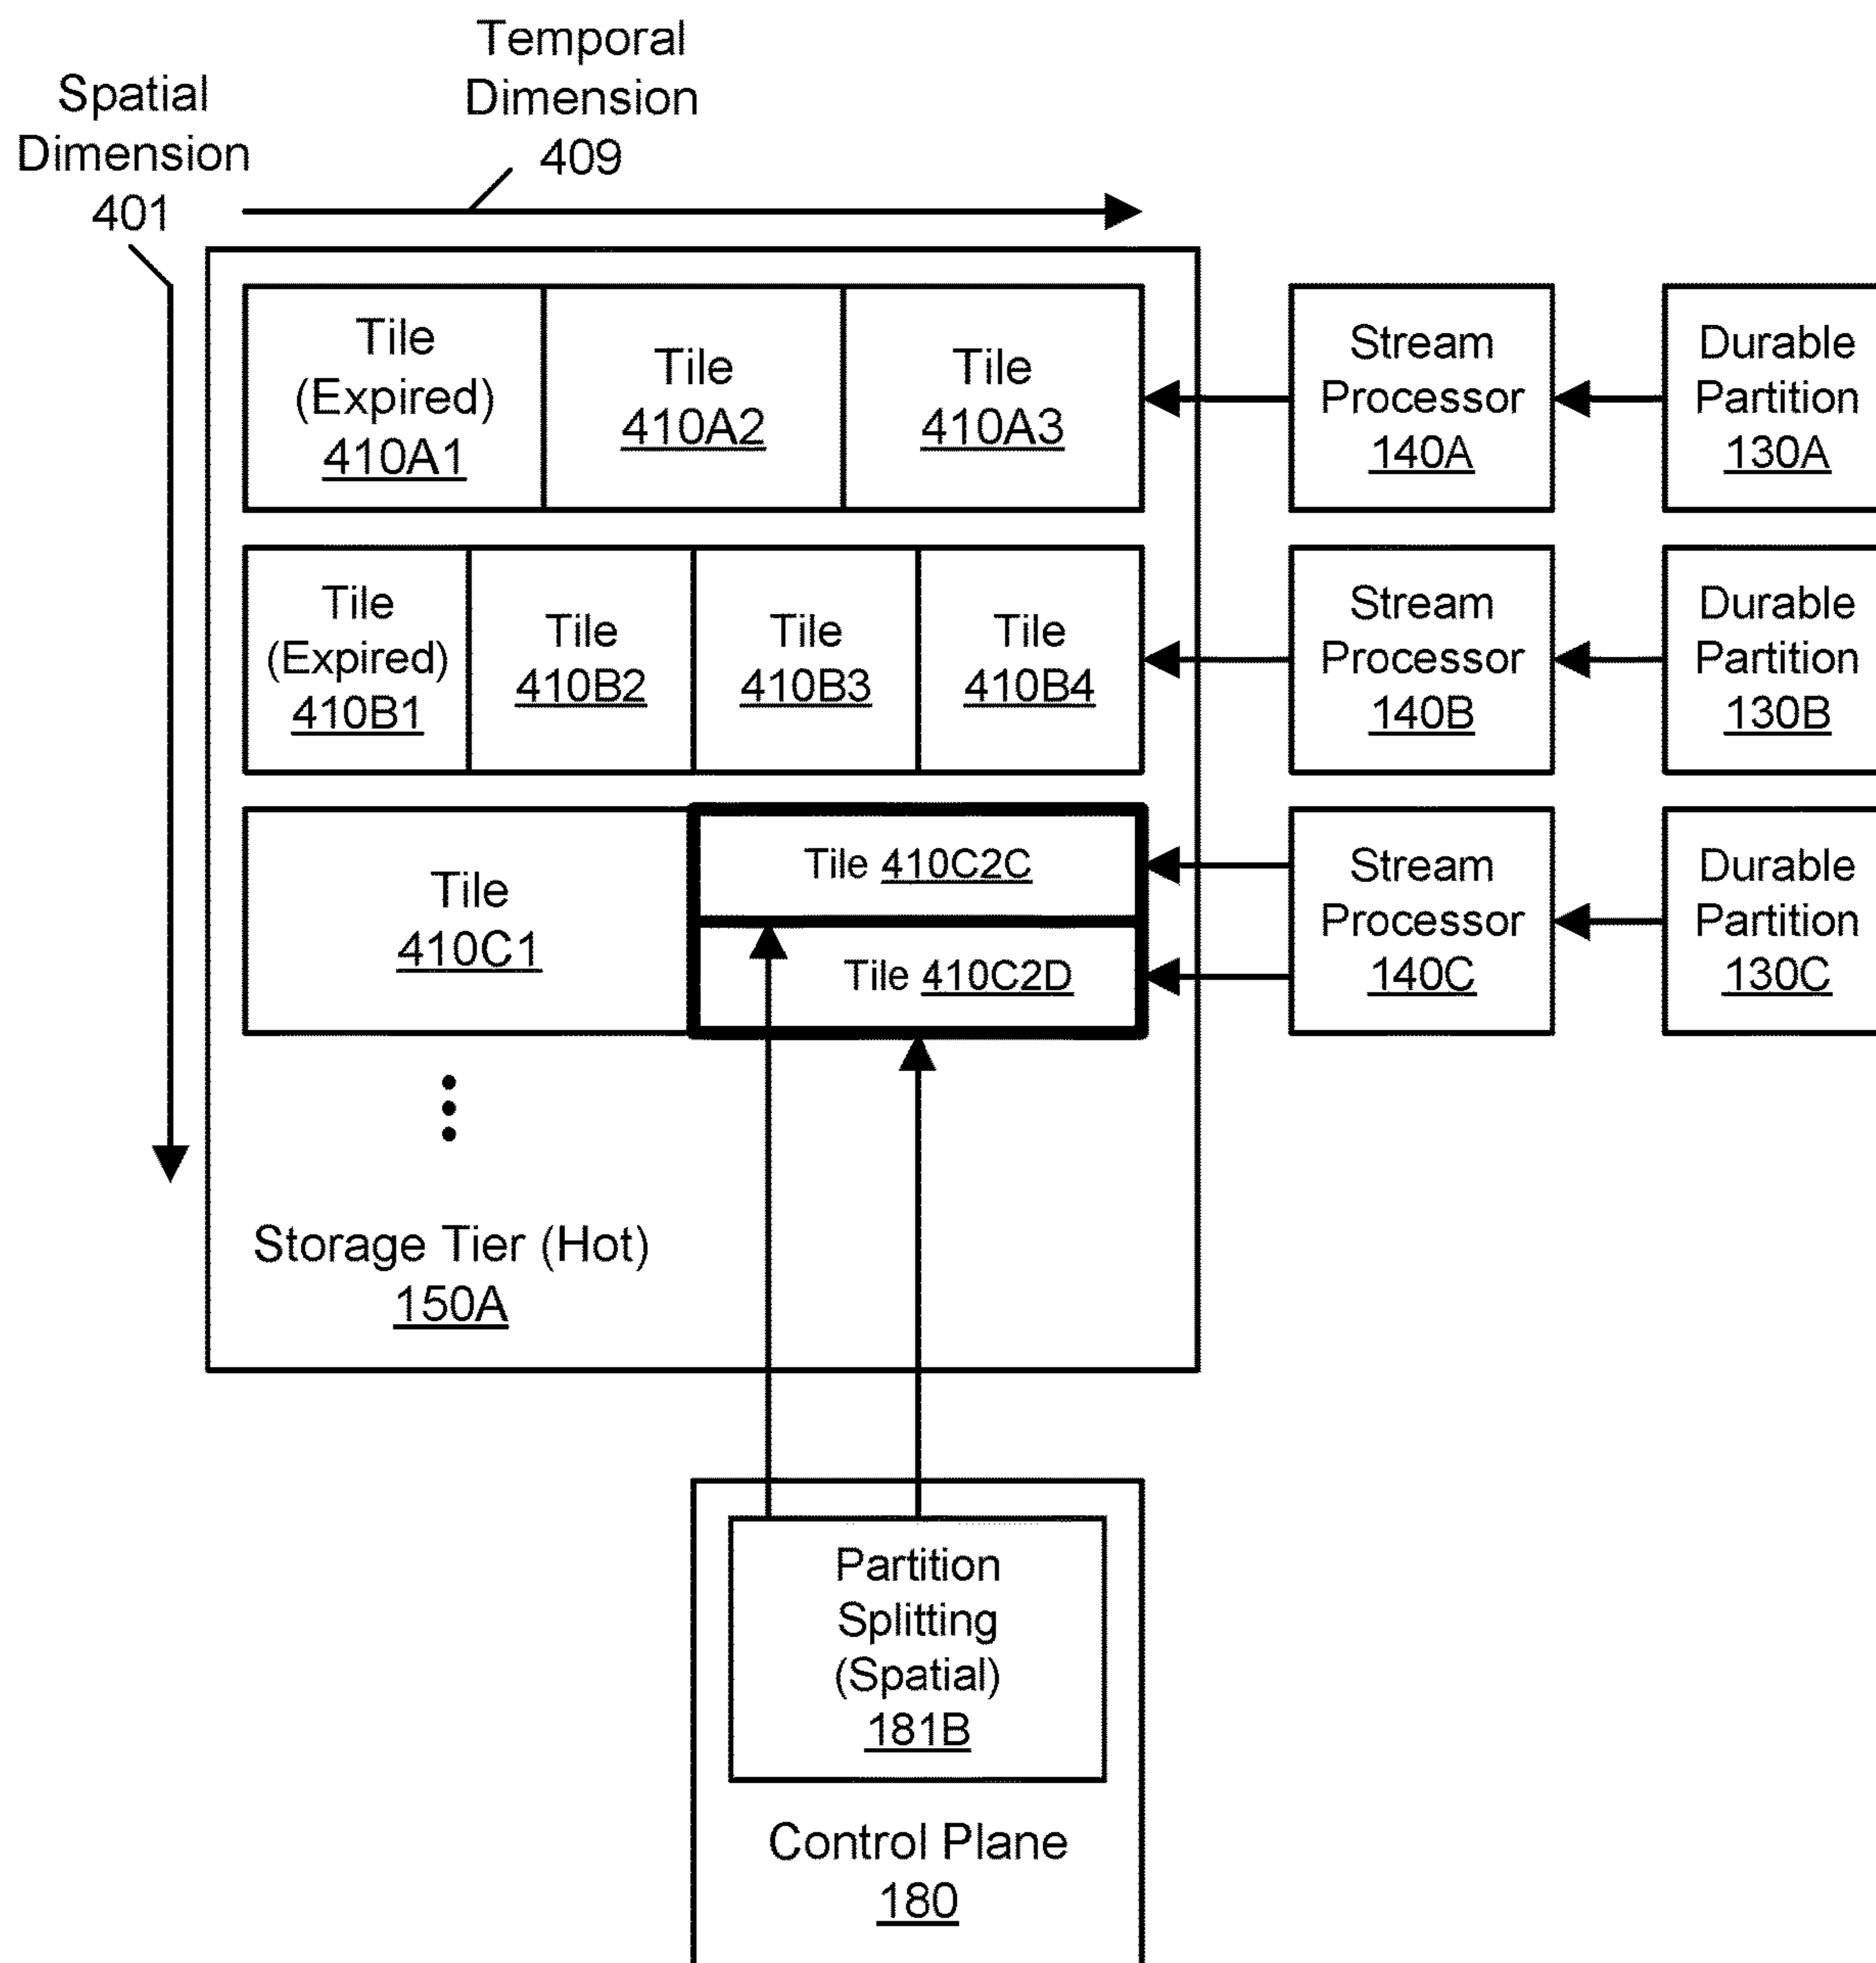 Temporal
Dimension
409
Spatial
Dimension
401
Tile
(Expired)
410A1
Tile
410A2
Tile
410A3
Stream
Processor
140A
Durable
Partition
130A
Tile
(Expired)
410B1
Tile
410B2
Tile
410B3
Tile
410B4
Stream
Processor
140B
Durable
Partition
130B
Tile
410C1
Tile 410C2C
Tile 410C2D
Stream
Processor
140C
Durable
Partition
130C
Storage Tier (Hot)
150A
Partition
Splitting
(Spatial)
181B
Control Plane
180